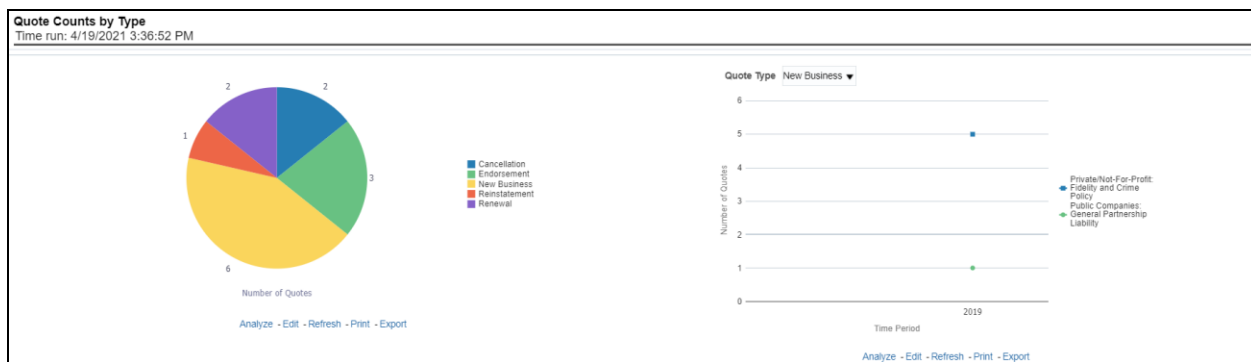 Quote Counts by Type
Time run: 4/19/2021 3:36:52 PM
2
2
1
3
6
Cancellation
Endorsement
New Business
Reinstatement
Renewal
Number of Quotes
Analyze - Edit - Refresh - Print - Export
Quote Type New Business
6
5
4
3
2
1
0
Number of Quotes
2019
Time Period
Private/Not-For-Profit:
Fidelity and Crime
Policy
Public Companies:
General Partnership
Liability
Analyze - Edit - Refresh - Print - Export